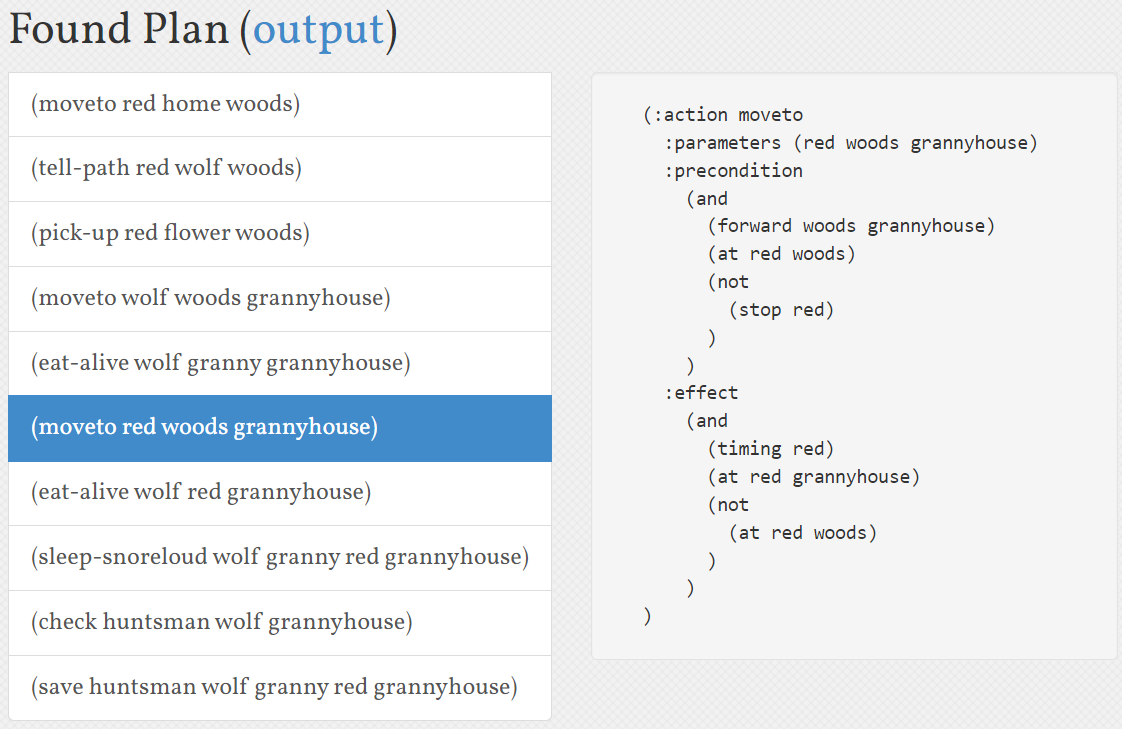 Found Plan (output)
(moveto red home woods)
(tell-path red wolf woods)
(pick-up red flower woods)
(moveto wolf woods grannyhouse)
(eat-alive wolf granny grannyhouse)
(moveto red woods grannyhouse)
(eat-alive wolf red grannyhouse)
(sleep-snoreloud wolf granny red grannyhouse)
(check huntsman wolf grannyhouse)
(save huntsman wolf granny red grannyhouse)
(:action moveto
  :parameters (red woods grannyhouse)
  :precondition
    (and
      (forward woods grannyhouse)
      (at red woods)
      (not
        (stop red)
      )
    )
  :effect
    (and
      (timing red)
      (at red grannyhouse)
      (not
        (at red woods)
      )
    )
)